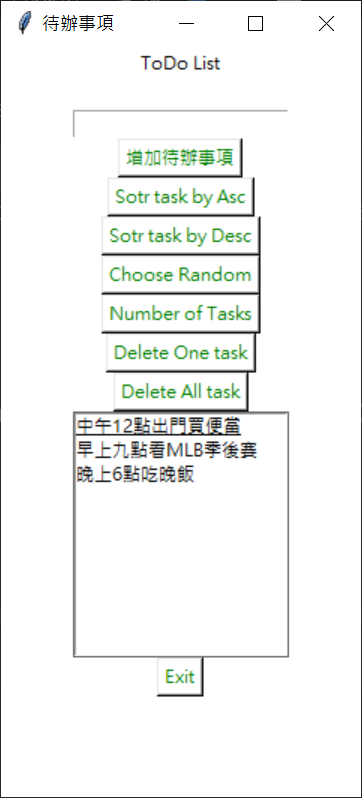 待辦事項
ToDo List
增加待辦事項
Sotr task by Asc
Sotr task by Desc
Choose Random
Number of Tasks
Delete One task
Delete All task
中午12點出門買便當
早上九點看MLB季後賽
晚上6點吃晚飯
Exit